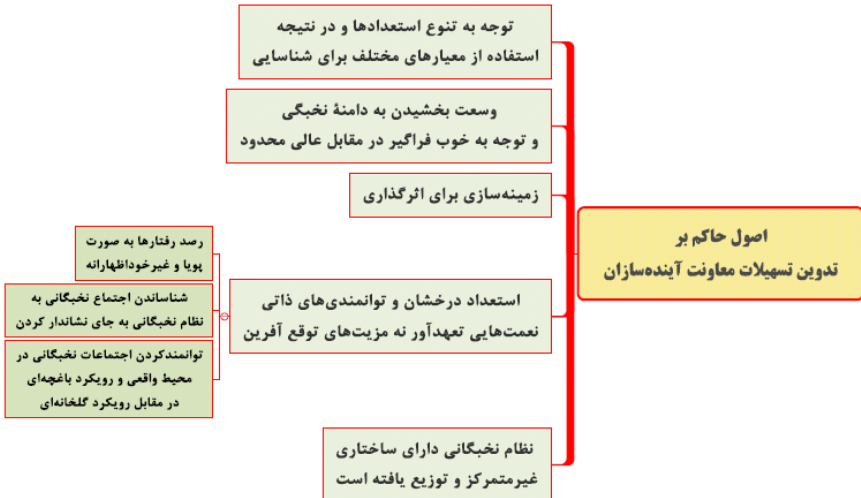 اصول حاکم بر
تدوین تسهیلات معاونت آینده‌سازان
توجه به تنوع استعدادها و در نتیجه
استفاده از معیارهای مختلف برای شناسایی
وسعت بخشیدن به دامنهٔ نخبگی
و توجه به خوب فراگیر در مقابل عالی محدود
زمینه‌سازی برای اثرگذاری
استعداد درخشان و توانمندی‌های ذاتی
نعمت‌هایی تعهدآور نه مزیت‌های توقع آفرین
رصد رفتارها به صورت
پویا و غیرخوداظهارانه
شناساندن اجتماع نخبگانی به
نظام نخبگانی به جای نشاندار کردن
توانمندکردن اجتماعات نخبگانی در
محیط واقعی و رویکرد باغچه‌ای
در مقابل رویکرد گلخانه‌ای
نظام نخبگانی دارای ساختاری
غیرمتمرکز و توزیع یافته است